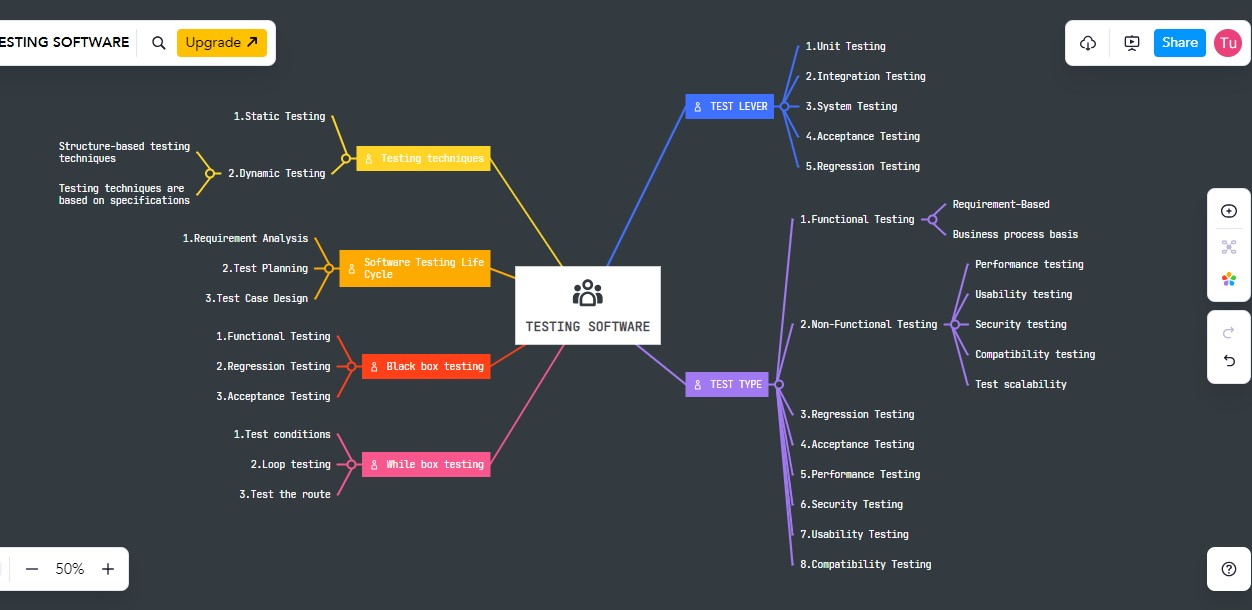 ESTING SOFTWARE
Upgrade
Share
Tu
1.Static Testing
Structure-based testing
techniques
Testing techniques are
based on specifications
2.Dynamic Testing
Testing techniques
1.Requirement Analysis
2.Test Planning
3.Test Case Design
Software Testing Life
Cycle
1.Functional Testing
2.Regression Testing
3.Acceptance Testing
Black box testing
1.Test conditions
2.Loop testing
3.Test the route
While box testing
TESTING SOFTWARE
TEST LEVER
1.Unit Testing
2.Integration Testing
3.System Testing
4.Acceptance Testing
5.Regression Testing
TEST TYPE
1.Functional Testing
Requirement-Based
Business process basis
2.Non-Functional Testing
Performance testing
Usability testing
Security testing
Compatibility testing
Test scalability
3.Regression Testing
4.Acceptance Testing
5.Performance Testing
6.Security Testing
7.Usability Testing
8.Compatibility Testing
50%